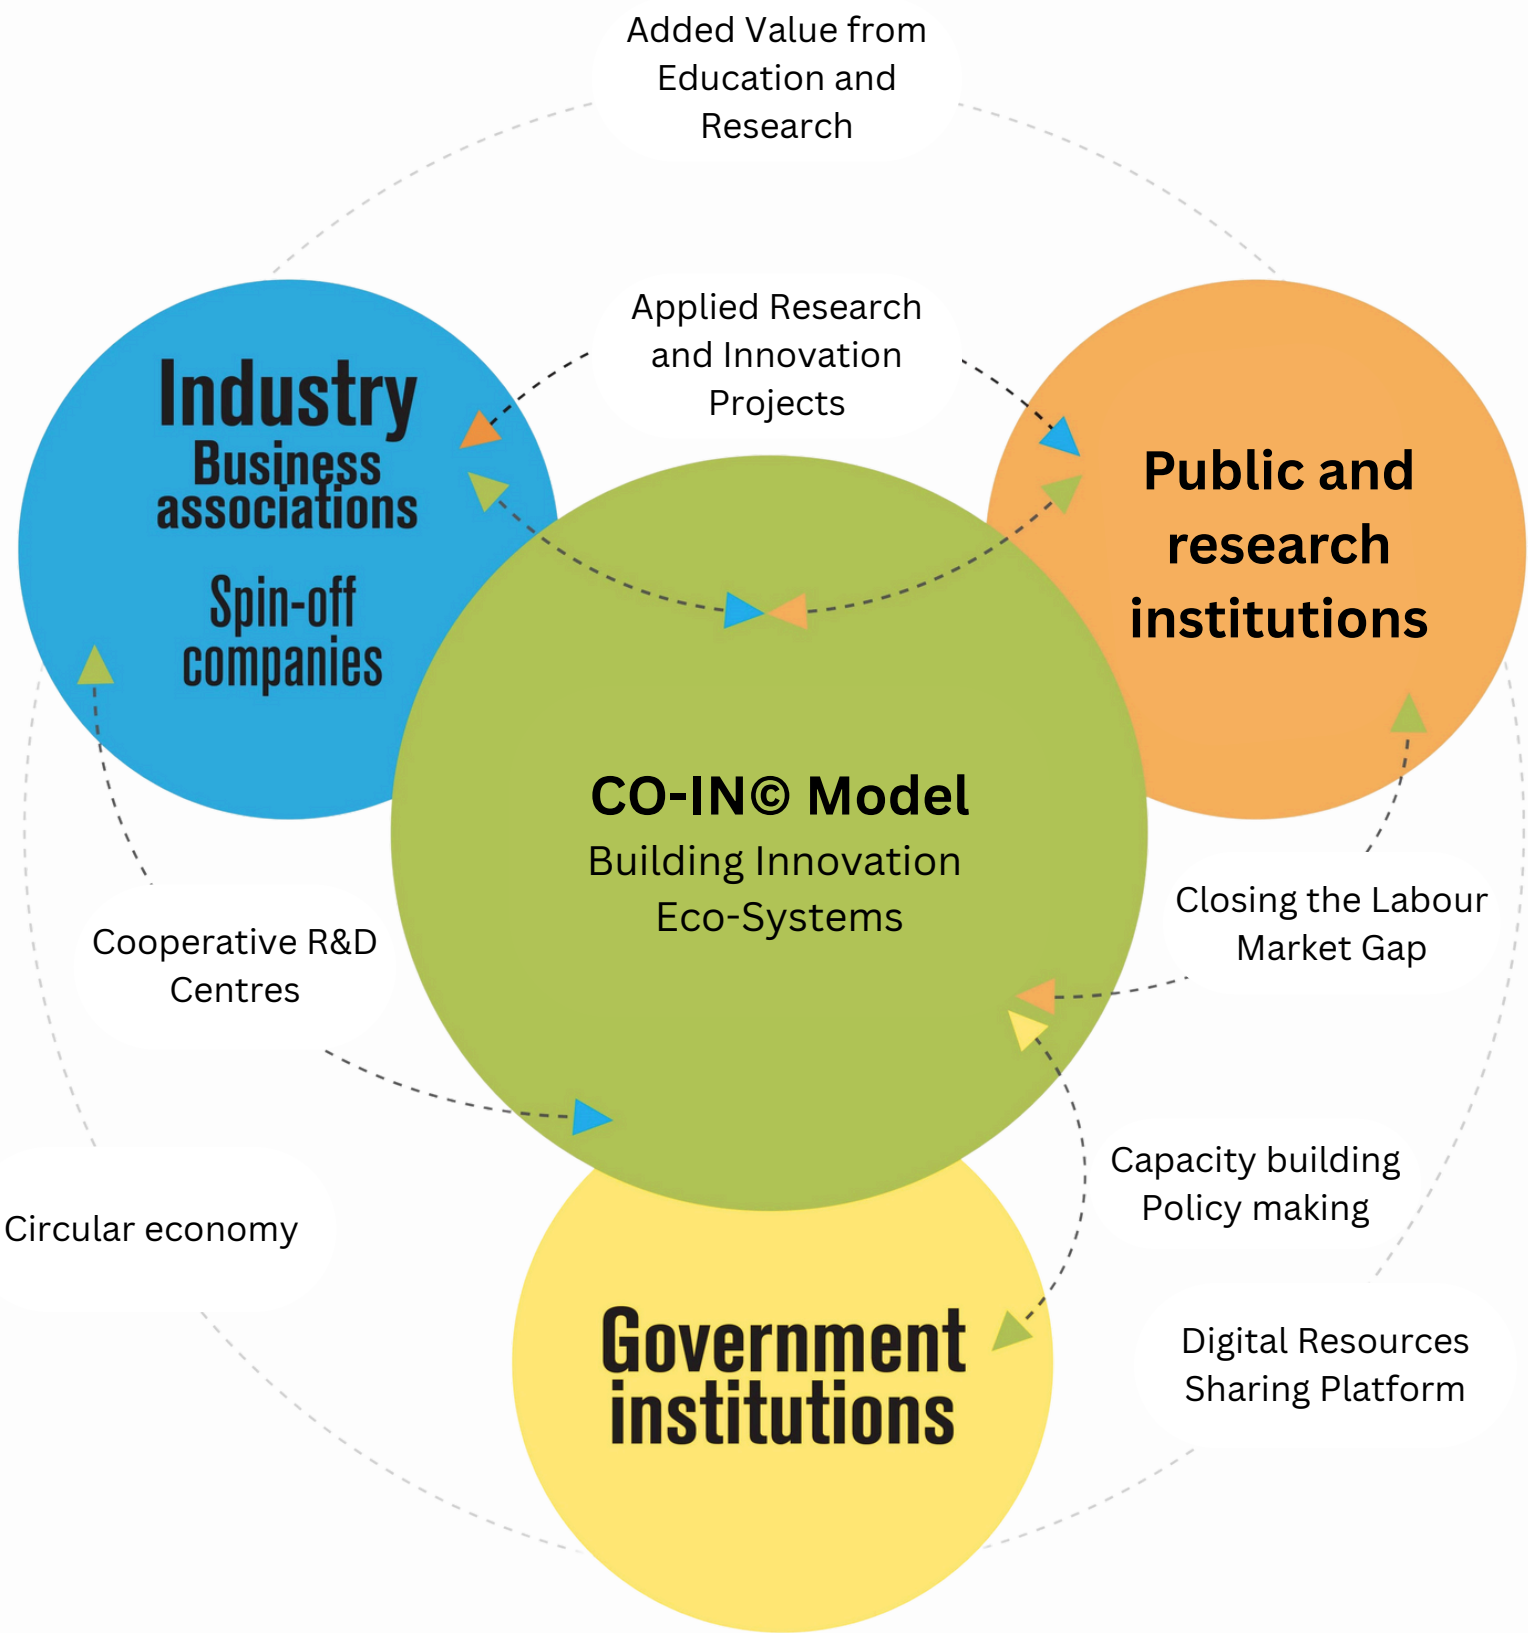 Added Value from
Education and
Research
Applied Research
and Innovation
Projects
Industry
Business
associations
Spin-off
companies
Public and
research
institutions
CO-IN© Model
Building Innovation
Eco-Systems
Cooperative R&D
Centres
Closing the Labour
Market Gap
Capacity building
Policy making
Circular economy
Digital Resources
Sharing Platform
Government
institutions